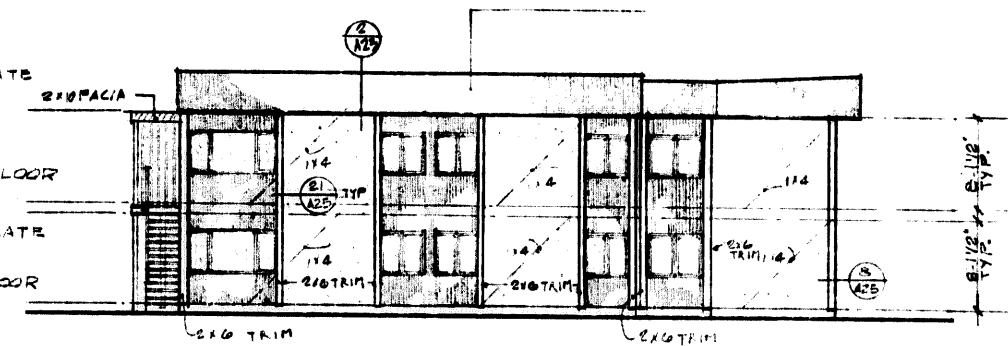 2
A25
ATE
2X10 FACIA
1X4
1X4
1X4
LOOR
21
A25
TYP
8'-1 1/2"
TYP.
ATE
2X6
TRIM
1X4
1X4
1X4
8'-1 1/2"
TYP.
OOR
2X6 TRIM
2X6 TRIM
8
A25
2X6 TRIM
2X6 TRIM